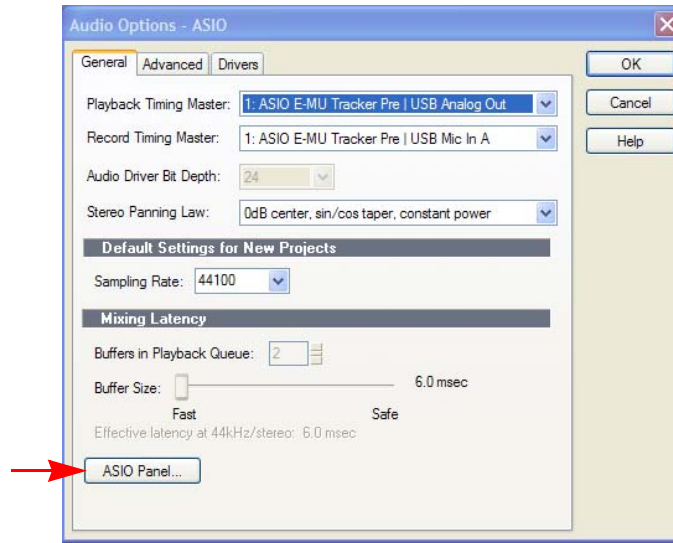 Audio Options - ASIO
General Advanced Drivers
OK
Cancel
Help
Playback Timing Master: 1: ASIO E-MU Tracker Pre | USB Analog Out
Record Timing Master: 1: ASIO E-MU Tracker Pre | USB Mic In A
Audio Driver Bit Depth: 24
Stereo Panning Law: 0dB center, sin/cos taper, constant power
Default Settings for New Projects
Sampling Rate: 44100
Mixing Latency
Buffers in Playback Queue: 2
Buffer Size: 6.0 msec
Fast Safe
Effective latency at 44kHz/stereo: 6.0 msec
ASIO Panel...